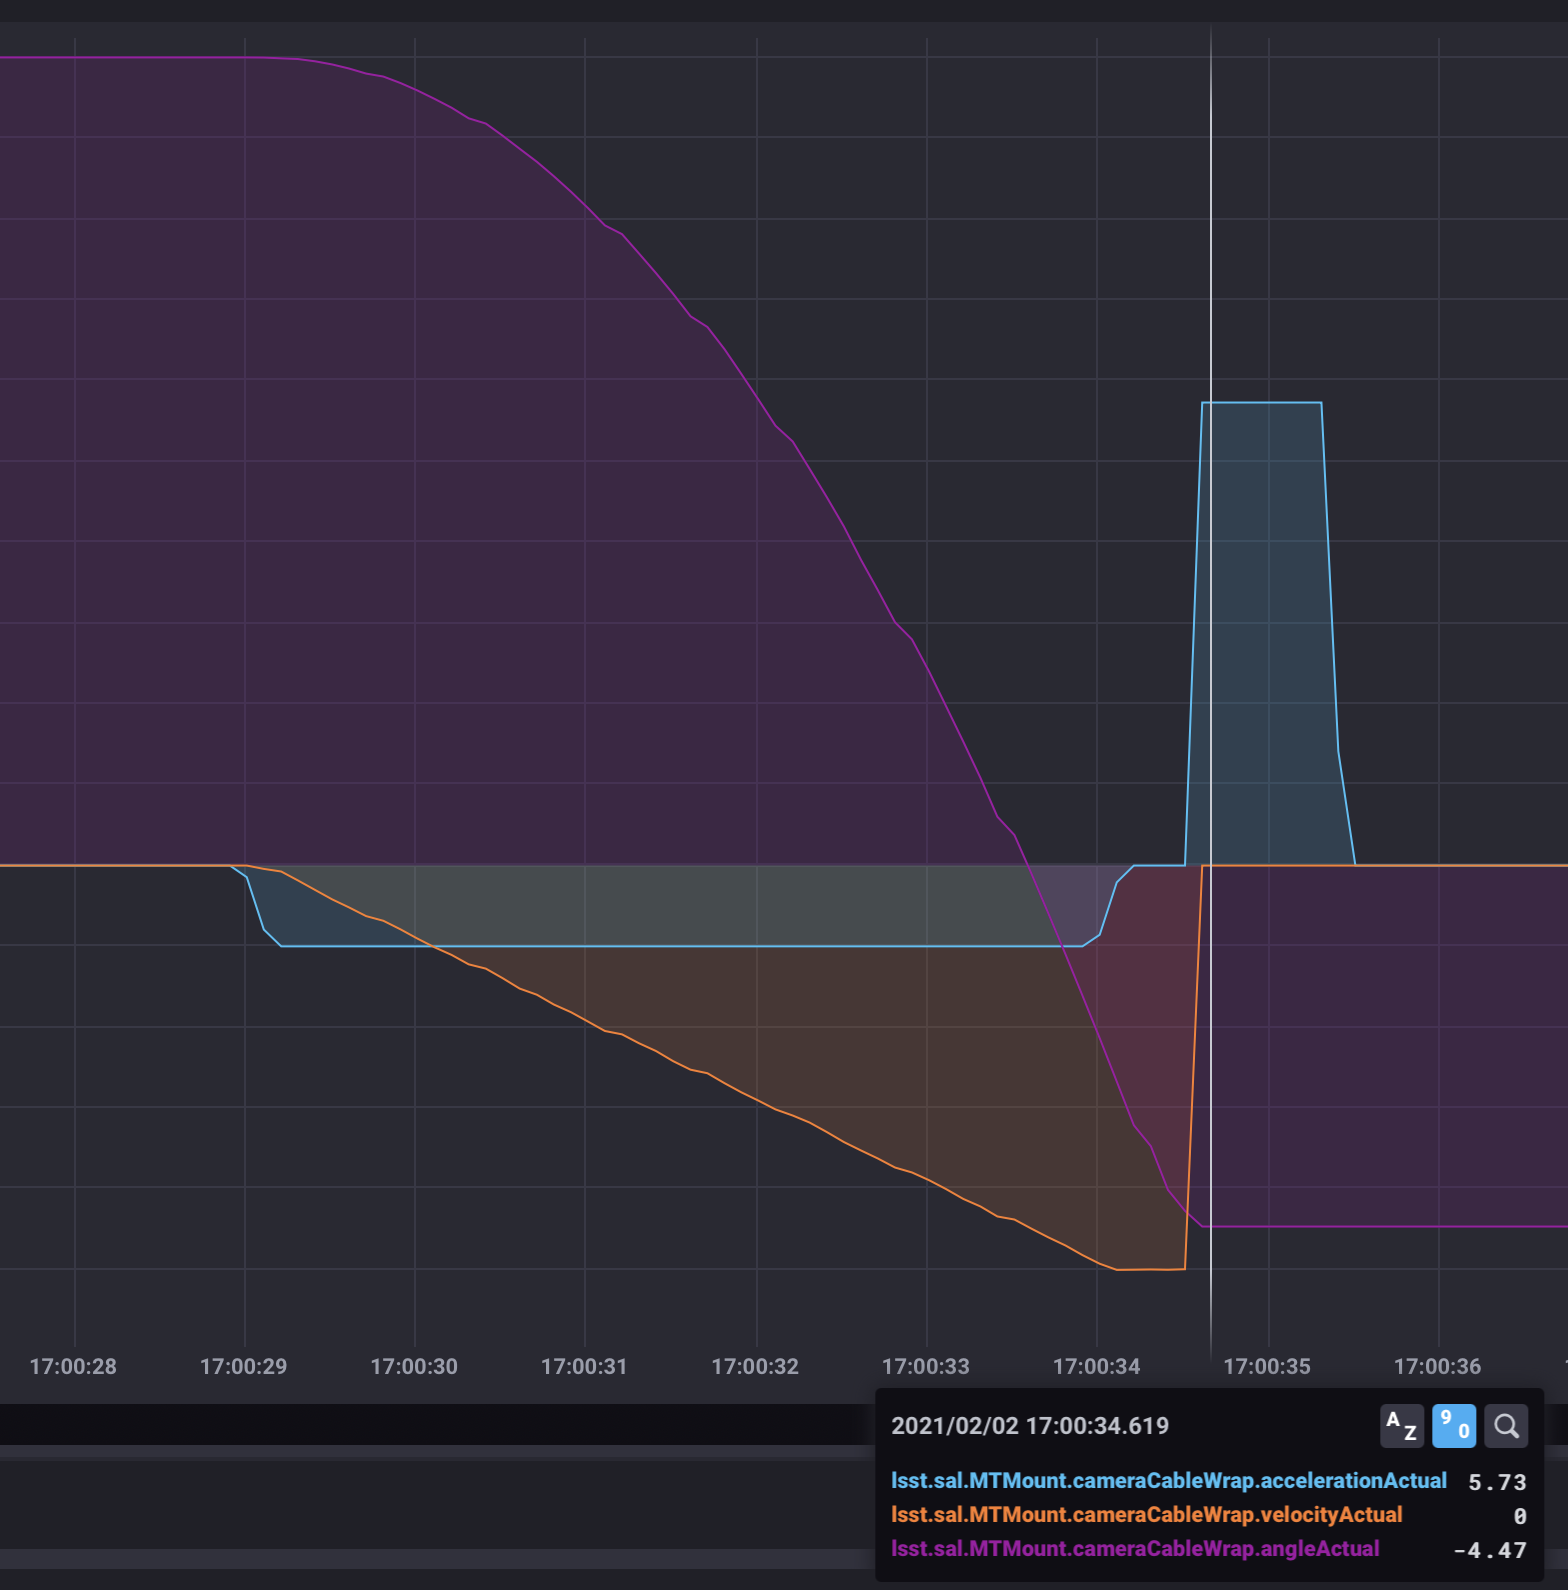 17:00:28 17:00:29 17:00:30 17:00:31 17:00:32 17:00:33 17:00:34 17:00:35 17:00:36
2021/02/02 17:00:34.619 A Z 9 0
lsst.sal.MTMount.cameraCableWrap.accelerationActual 5.73
lsst.sal.MTMount.cameraCableWrap.velocityActual 0
lsst.sal.MTMount.cameraCableWrap.angleActual -4.47